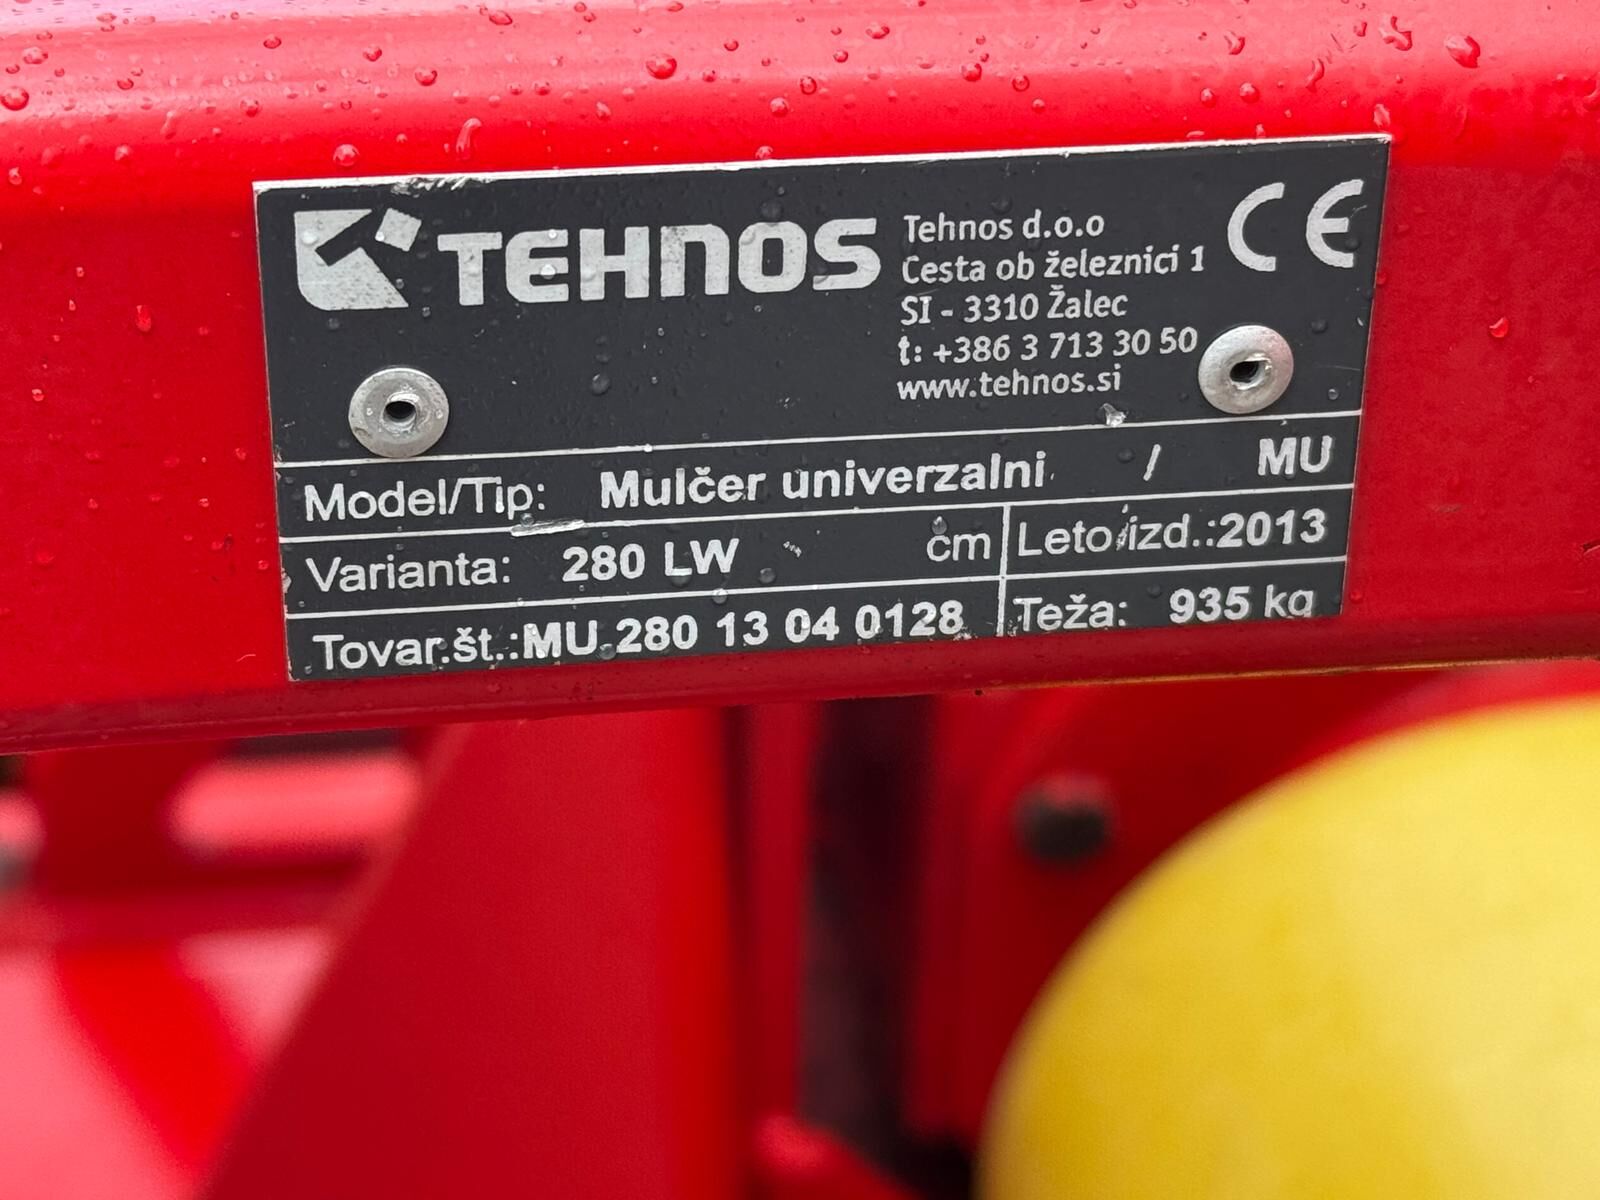 TEHNOS
Tehnos d.o.o
Cesta ob železnici 1
SI - 3310 Žalec
t: +386 3 713 30 50
www.tehnos.si
CE
Model/Tip: Mulčer univerzalni / MU
Varianta: 280 LW cm Leto izd.:2013
Tovar.št.:MU 280 13 04 0128 Teža: 935 kg